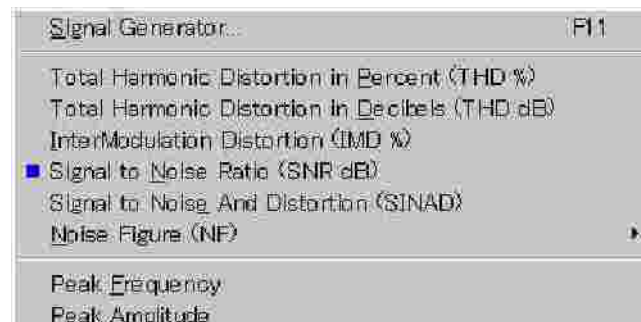 Signal Generator... F11
Total Harmonic Distortion in Percent (THD %)
Total Harmonic Distortion in Decibels (THD dB)
InterModulation Distortion (IMD %)
Signal to Noise Ratio (SNR dB)
Signal to Noise And Distortion (SINAD)
Noise Figure (NF)
Peak Frequency
Peak Amplitude